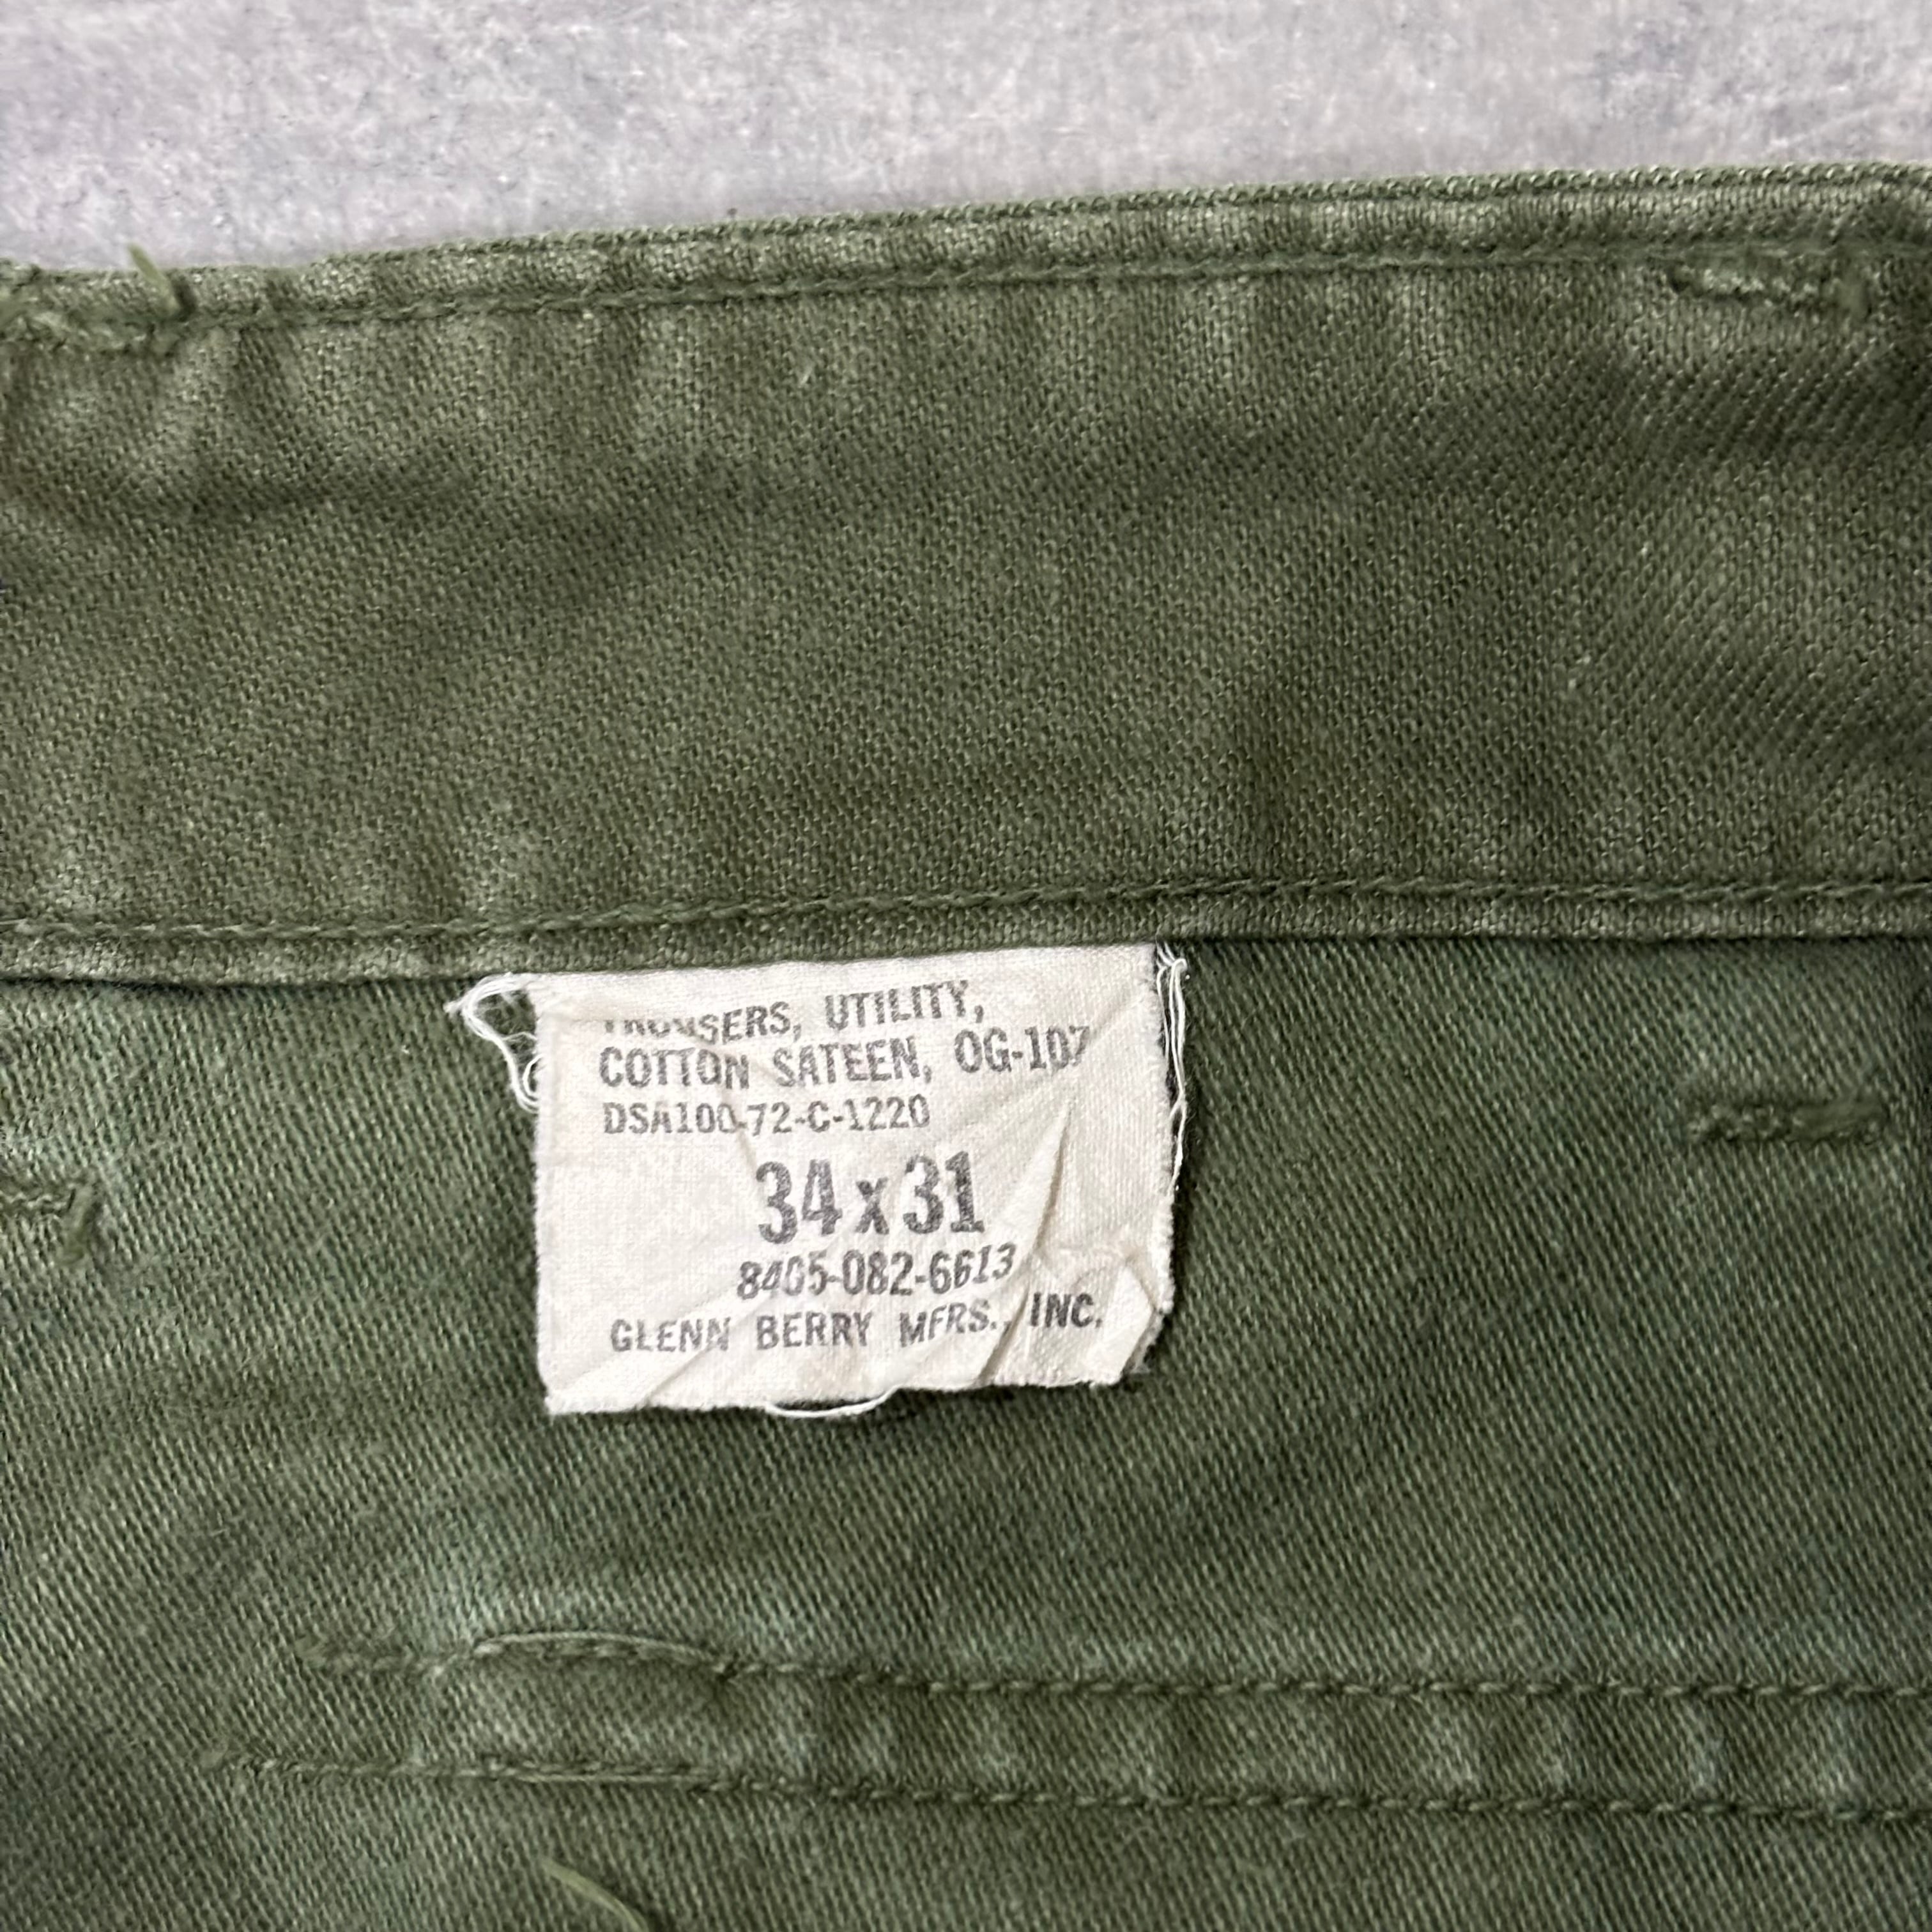 TROUSERS, UTILITY,
COTTON SATEEN, OG-107
DSA100-72-C-1220
34x31
8405-082-6613
GLENN BERRY MFRS., INC.